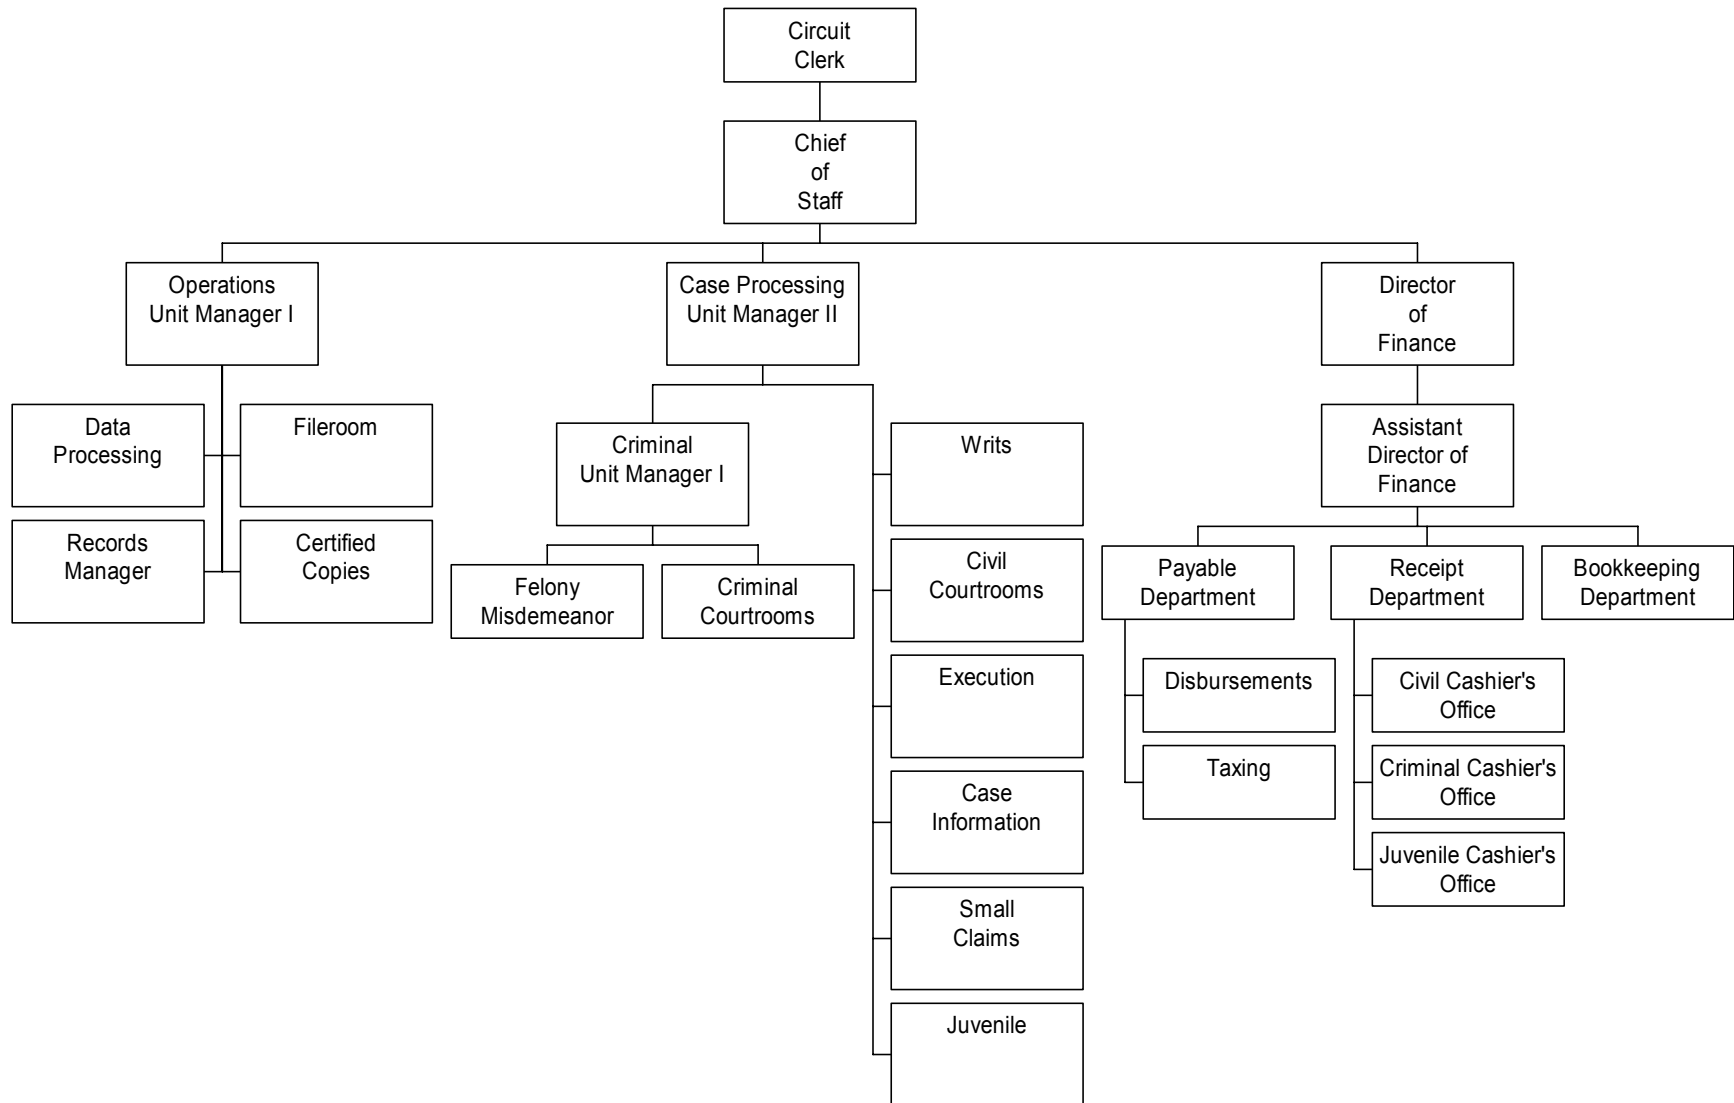 Circuit
Clerk
Chief
of
Staff
Operations
Unit Manager I
Case Processing
Unit Manager II
Director
of
Finance
Data
Processing
Fileroom
Records
Manager
Certified
Copies
Criminal
Unit Manager I
Felony
Misdemeanor
Criminal
Courtrooms
Writs
Civil
Courtrooms
Execution
Case
Information
Small
Claims
Juvenile
Assistant
Director of
Finance
Payable
Department
Receipt
Department
Bookkeeping
Department
Disbursements
Taxing
Civil Cashier's
Office
Criminal Cashier's
Office
Juvenile Cashier's
Office